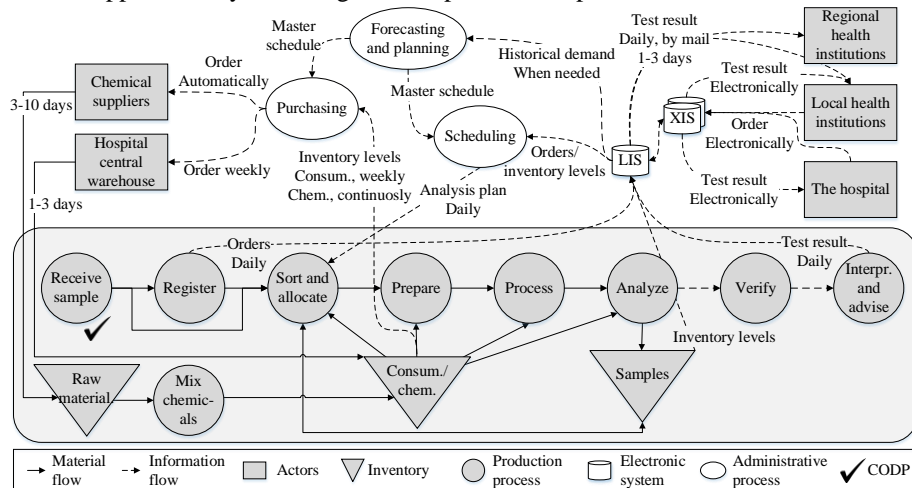 Forecasting
and planning
Master
schedule
Test result
Daily, by mail
1-3 days
Regional
health
institutions
Historical demand
When needed
Order
Automatically
Chemical
suppliers
3-10 days
Purchasing
Master schedule
Scheduling
Test result
Electronically
XIS
Local health
institutions
Order
Electronically
Hospital
central
warehouse
Order weekly
Inventory levels
Consum., weekly
Chem., continuosly
Orders/
inventory levels
LIS
Test result
Electronically
The hospital
1-3 days
Analysis plan
Daily
Orders
Daily
Test result
Daily
Receive
sample
Register
Sort and
allocate
Prepare
Process
Analyze
Verify
Interpr.
and
advise
Inventory levels
Raw
material
Mix
chemic-
als
Consum./
chem.
Samples
Material
flow
Information
flow
Actors
Inventory
Production
process
Electronic
system
Administrative
process
CODP